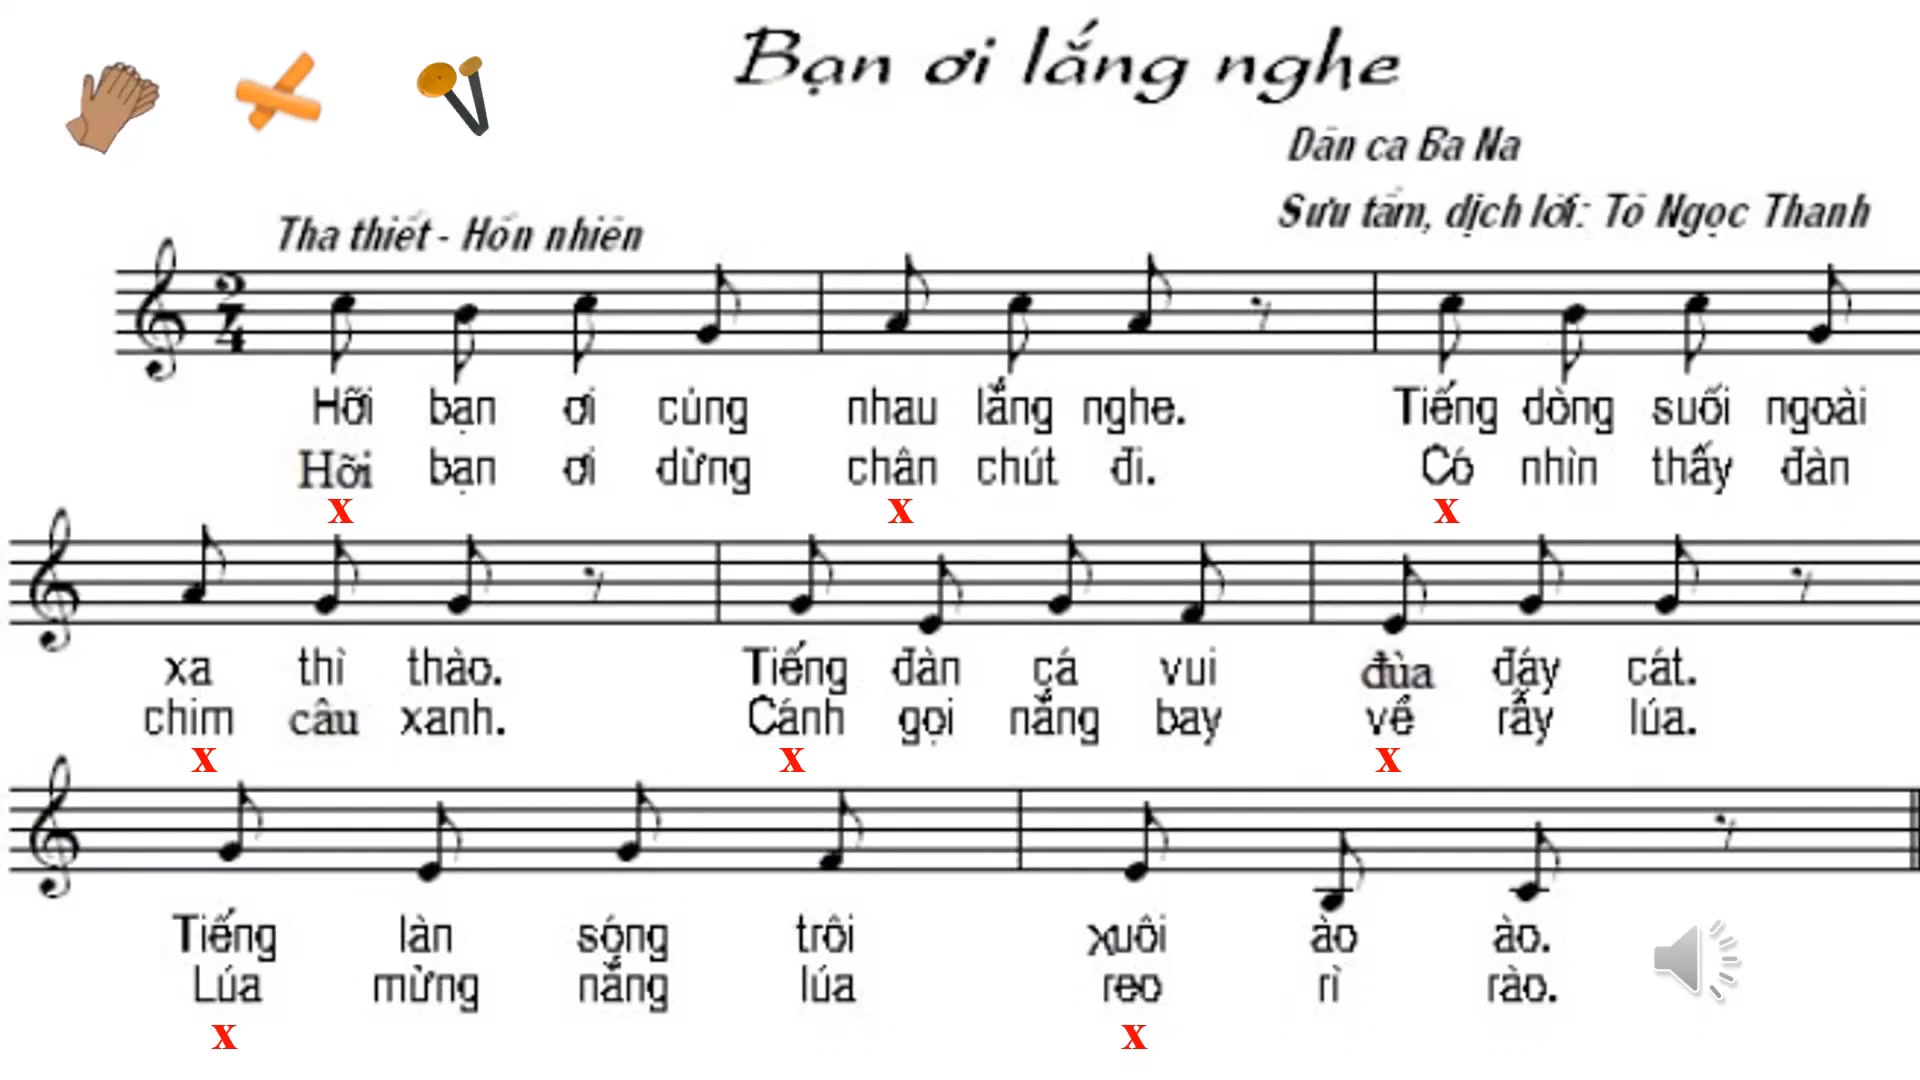 Bạn ơi lắng nghe
Dân ca Ba Na
Sưu tầm, dịch lời: Tô Ngọc Thanh
Tha thiết - Hồn nhiên
2
4
Hỡi bạn ơi cùng nhau lắng nghe. Tiếng dòng suối ngoài
Hỡi bạn ơi dừng chân chút đi. Có nhìn thấy đàn
x x x
xa thì thào. Tiếng đàn cá vui đùa đáy cát.
chim câu xanh. Cánh gọi nắng bay về rẫy lúa.
x x x
Tiếng làn sóng trôi xuôi ào ào.
Lúa mừng nắng lúa reo rì rào.
x x